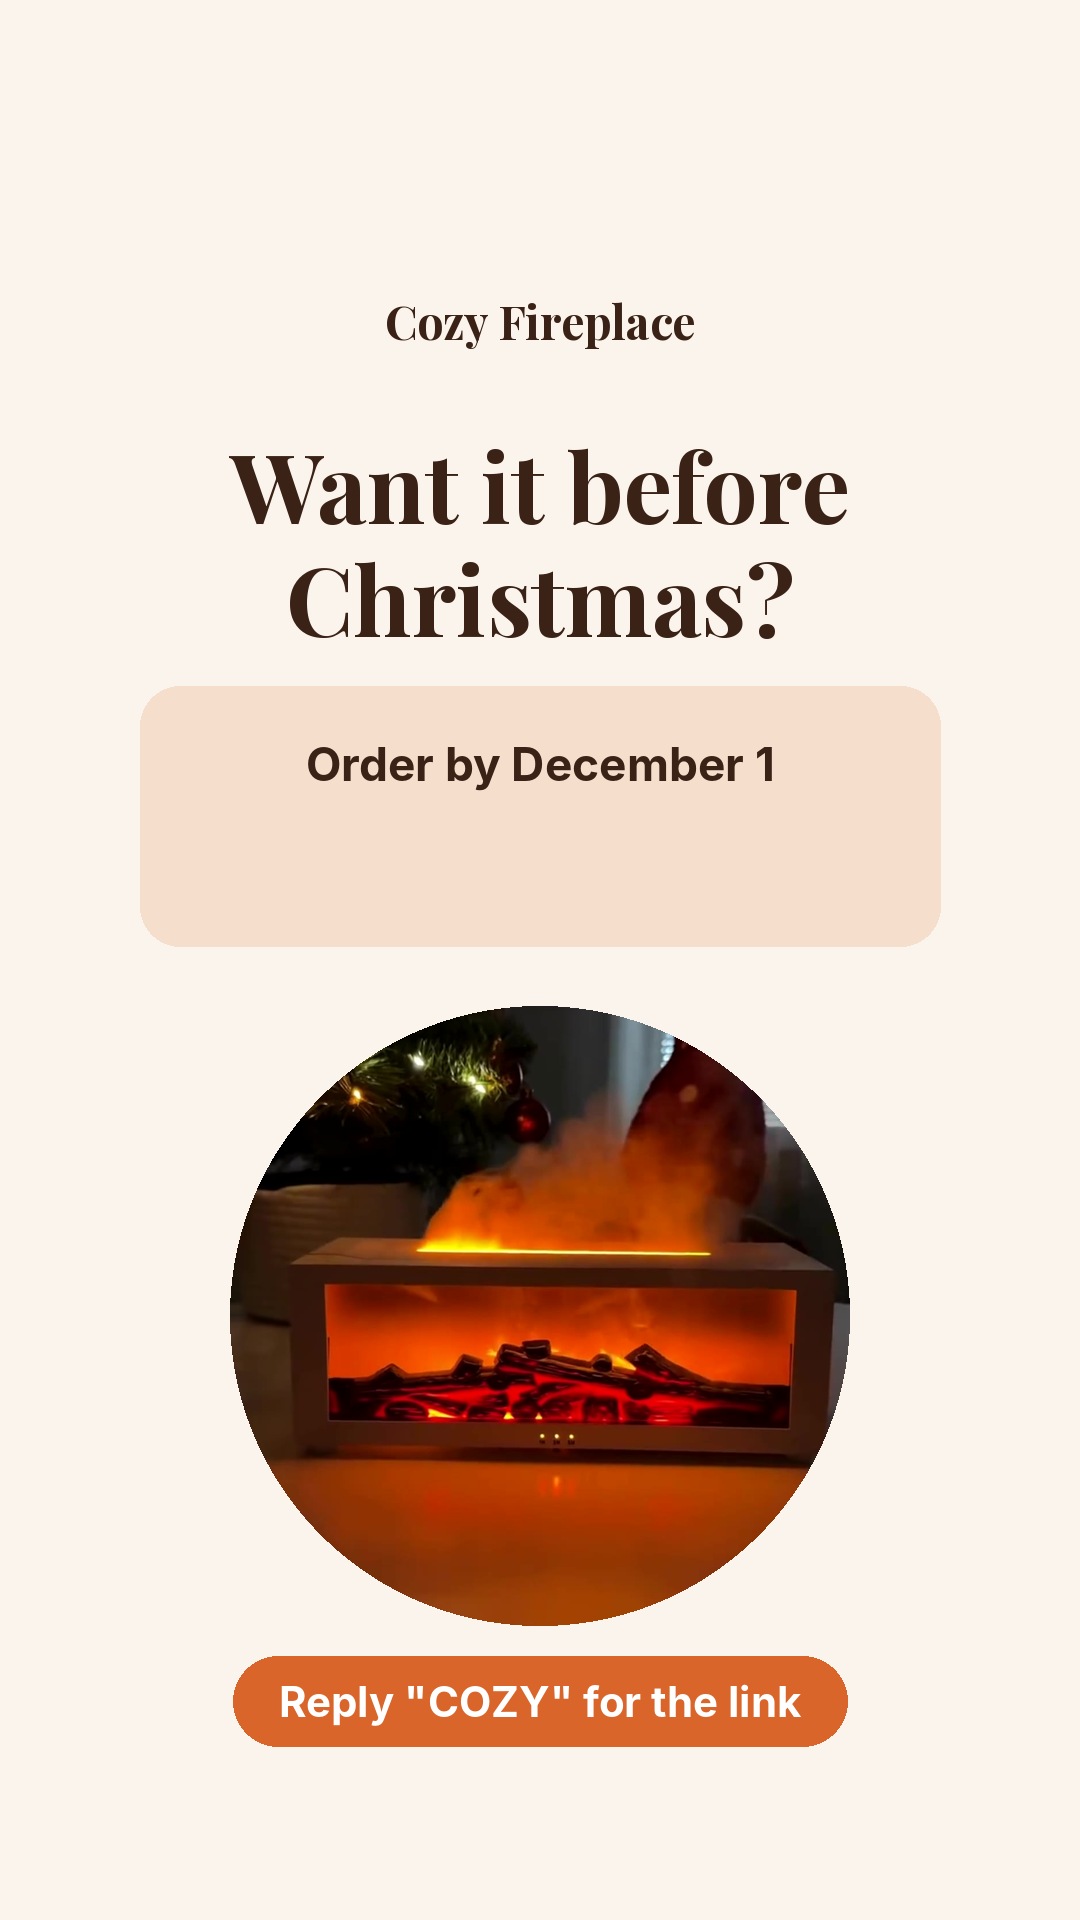 Cozy Fireplace
Want it before
Christmas?
Order by December 1
Reply "COZY" for the link